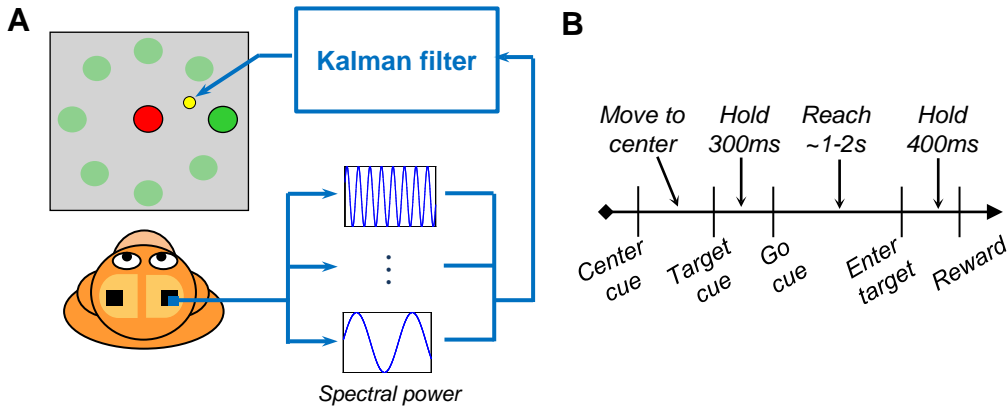 A
Kalman filter
Spectral power
B
Move to
center
Hold
300ms
Reach
~1-2s
Hold
400ms
Center
cue
Target
cue
Go
cue
Enter
target
Reward